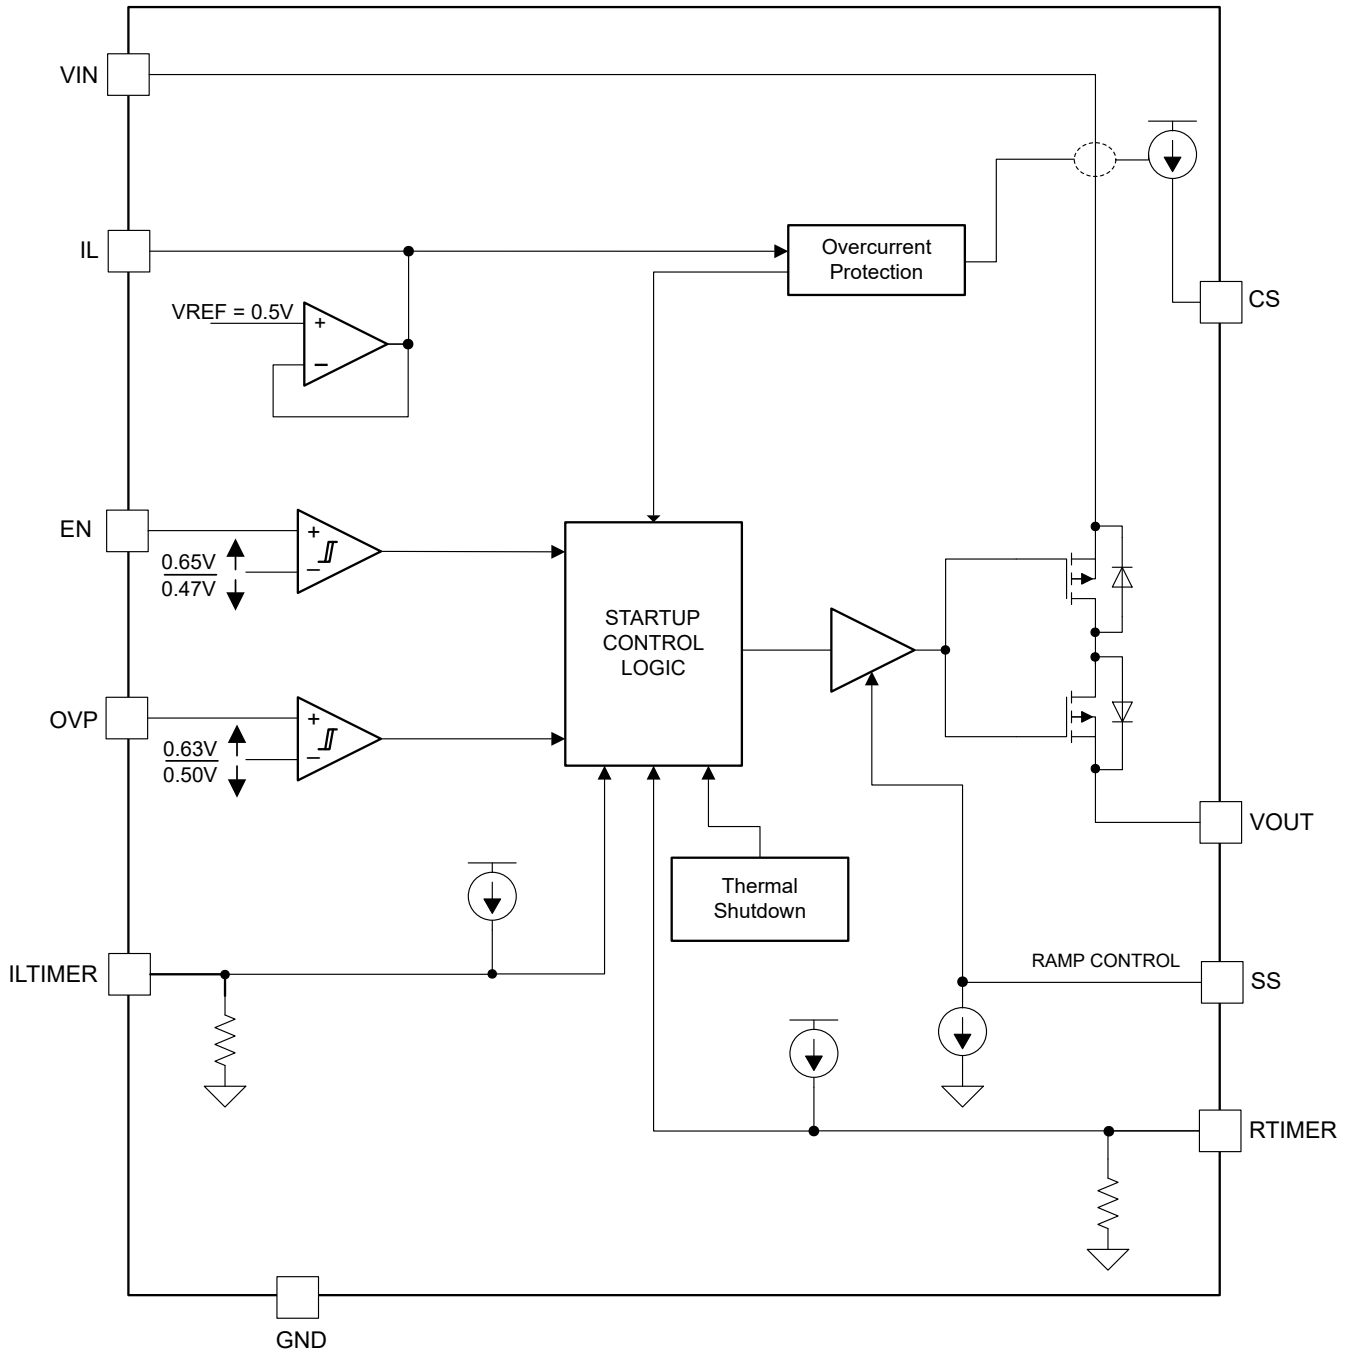 VIN
IL
Overcurrent
Protection
CS
VREF = 0.5V
+
–
EN
+
–
0.65V
0.47V
STARTUP
CONTROL
LOGIC
OVP
+
–
0.63V
0.50V
VOUT
Thermal
Shutdown
ILTIMER
RAMP CONTROL
SS
RTIMER
GND